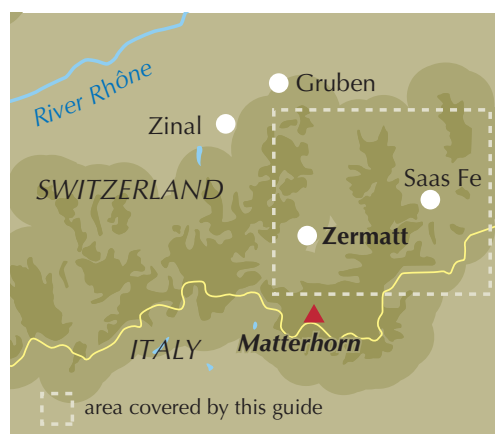 Gruben
River Rhône
Zinal
SWITZERLAND
Saas Fe
Zermatt
ITALY
Matterhorn
area covered by this guide